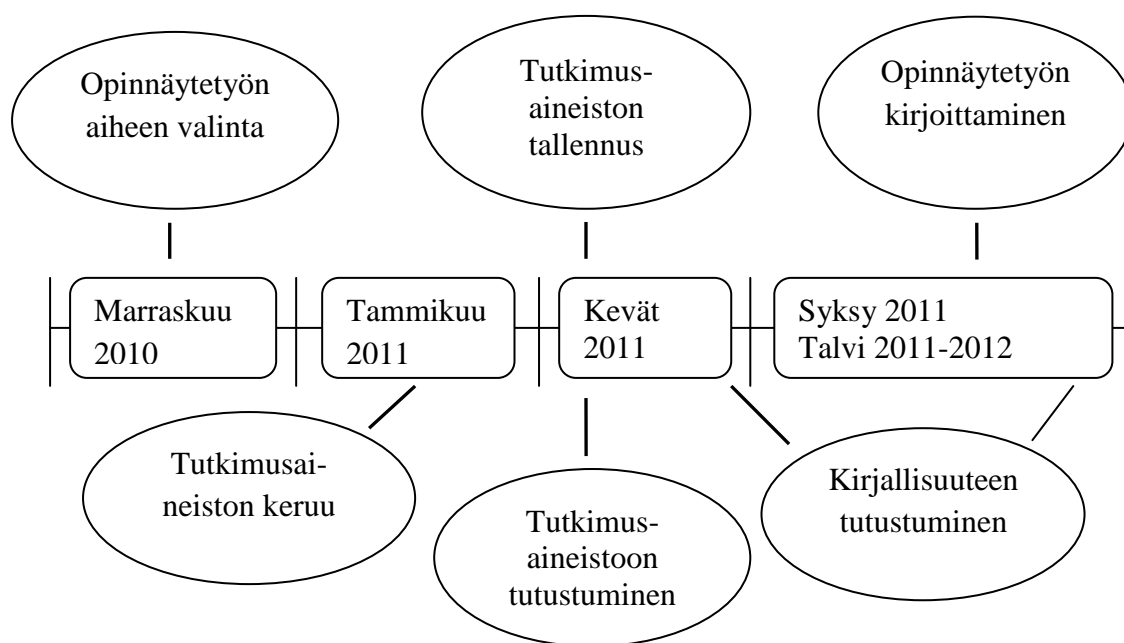 Opinnäytetyön
aiheen valinta
Tutkimus-
aineiston
tallennus
Opinnäytetyön
kirjoittaminen
Marraskuu
2010
Tammikuu
2011
Kevät
2011
Syksy 2011
Talvi 2011-2012
Tutkimusai-
neiston keruu
Tutkimus-
aineistoon
tutustuminen
Kirjallisuuteen
tutustuminen